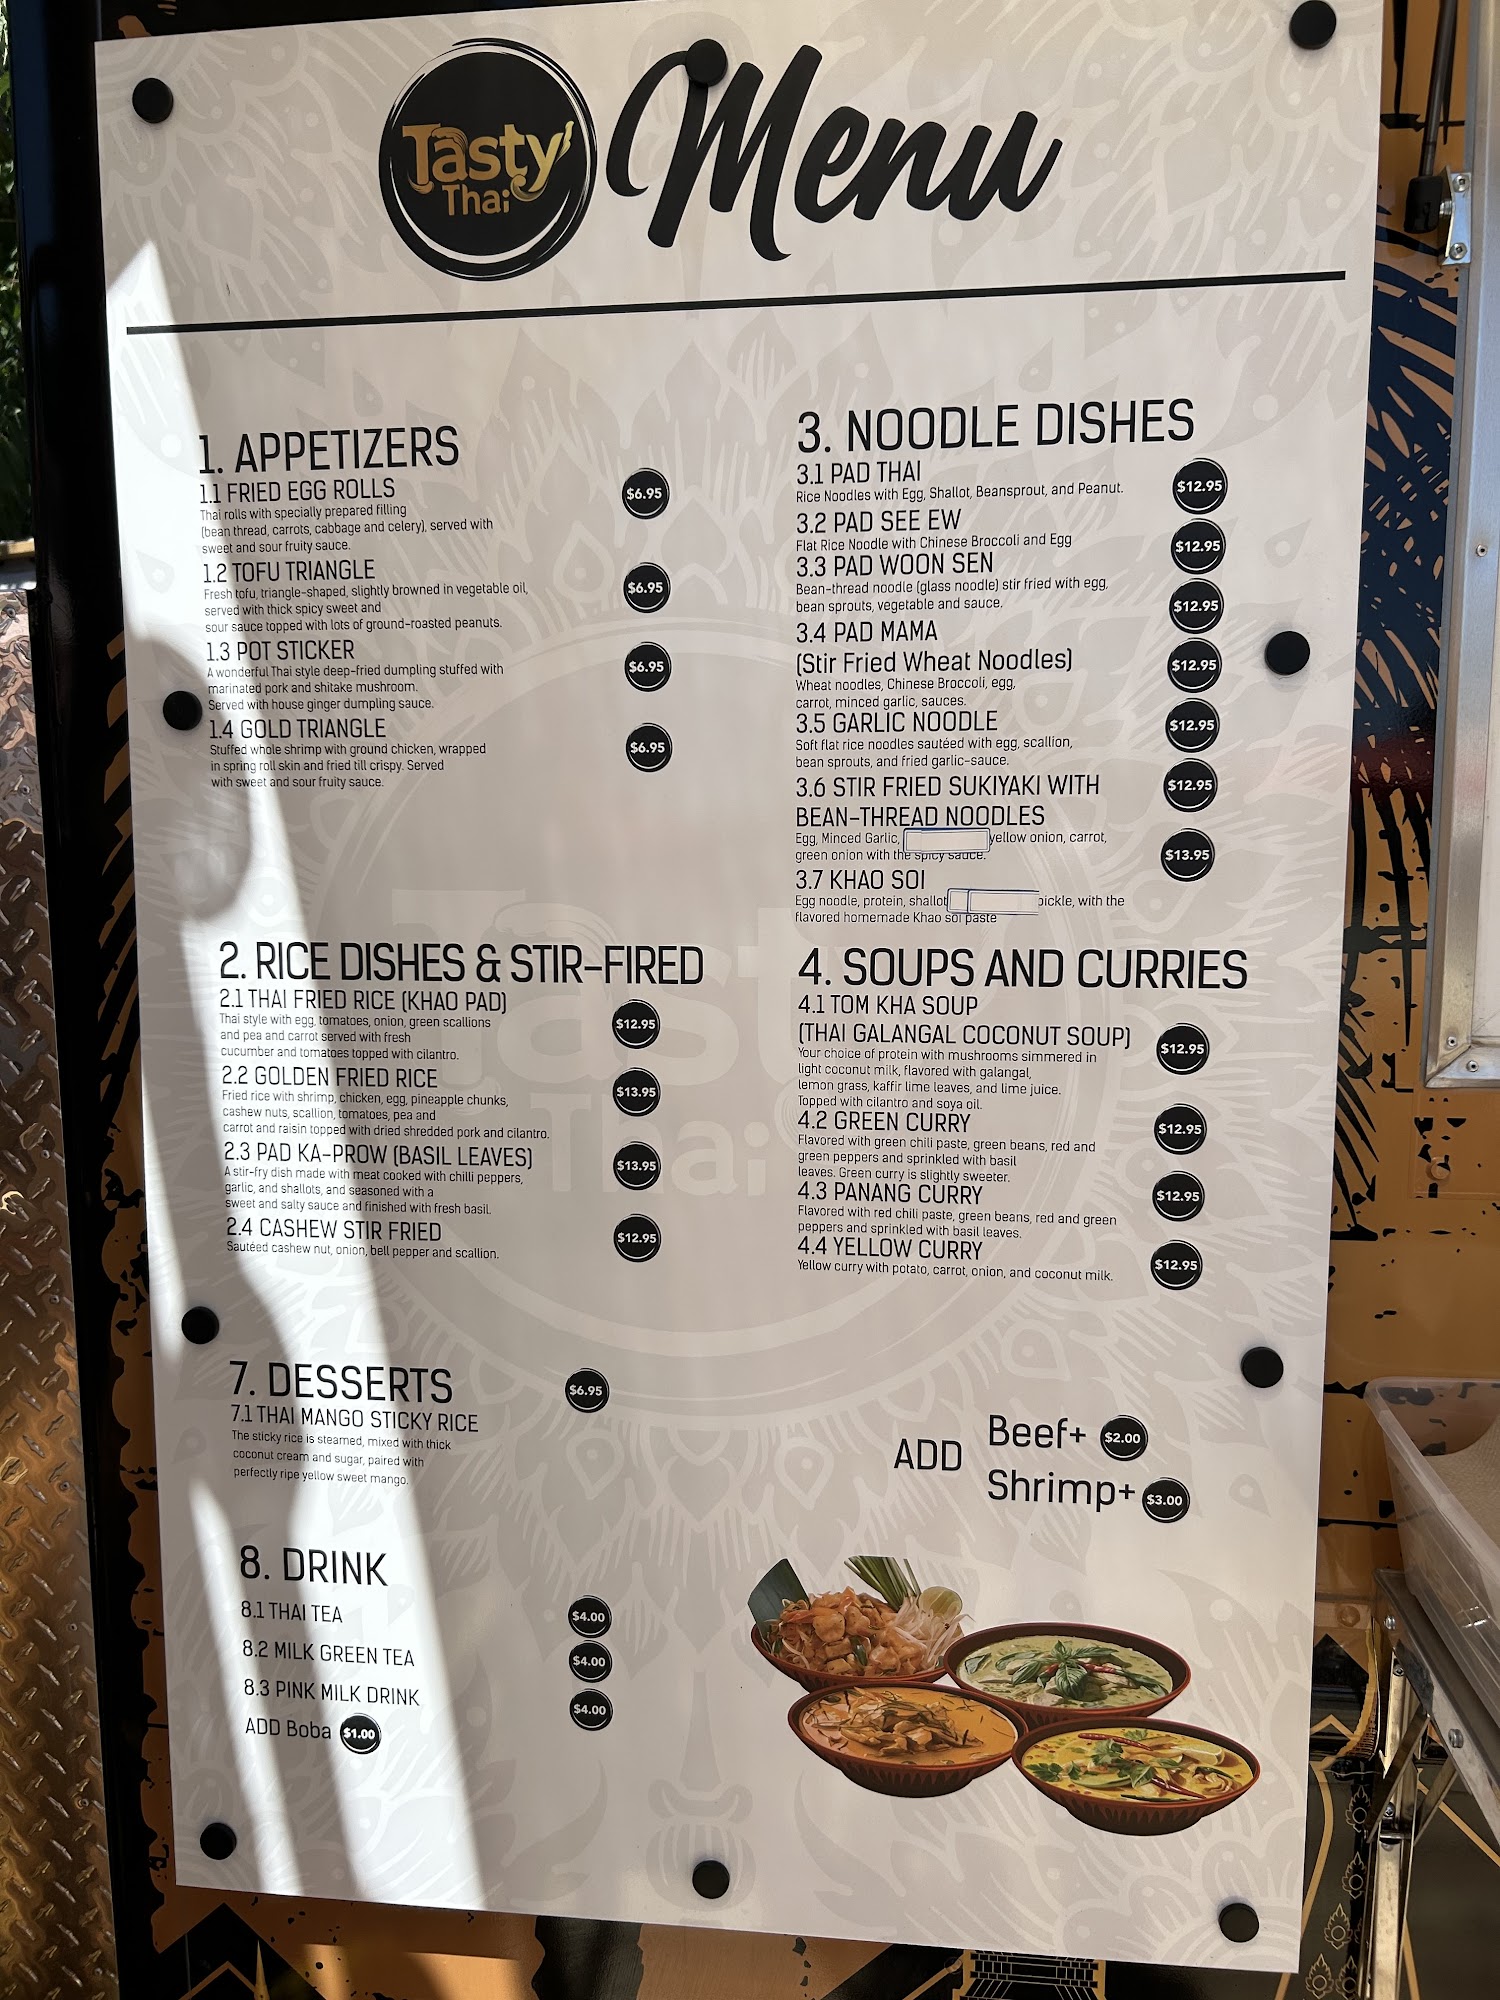 Tasty
Thai
Menu
1. APPETIZERS
1.1 FRIED EGG ROLLS
$6.95
Thai rolls with specially prepared filling
(bean thread, carrots, cabbage and celery), served with
sweet and sour fruity sauce.
1.2 TOFU TRIANGLE
$6.95
Fresh tofu, triangle-shaped, slightly browned in vegetable oil,
served with thick spicy sweet and
sour sauce topped with lots of ground-roasted peanuts.
1.3 POT STICKER
$6.95
A wonderful Thai style deep-fried dumpling stuffed with
marinated pork and shitake mushroom.
Served with house ginger dumpling sauce.
1.4 GOLD TRIANGLE
$6.95
Stuffed whole shrimp with ground chicken, wrapped
in spring roll skin and fried till crispy. Served
with sweet and sour fruity sauce.
2. RICE DISHES & STIR-FIRED
2.1 THAI FRIED RICE (KHAO PAD)
$12.95
Thai style with egg, tomatoes, onion, green scallions
and pea and carrot served with fresh
cucumber and tomatoes topped with cilantro.
2.2 GOLDEN FRIED RICE
$13.95
Fried rice with shrimp, chicken, egg, pineapple chunks,
cashew nuts, scallion, tomatoes, pea and
carrot and raisin topped with dried shredded pork and cilantro.
2.3 PAD KA-PROW (BASIL LEAVES)
$13.95
A stir-fry dish made with meat cooked with chilli peppers,
garlic, and shallots, and seasoned with a
sweet and salty sauce and finished with fresh basil.
2.4 CASHEW STIR FRIED
$12.95
Sautéed cashew nut, onion, bell pepper and scallion.
7. DESSERTS
$6.95
7.1 THAI MANGO STICKY RICE
The sticky rice is steamed, mixed with thick
coconut cream and sugar, paired with
perfectly ripe yellow sweet mango.
8. DRINK
8.1 THAI TEA
$4.00
8.2 MILK GREEN TEA
$4.00
8.3 PINK MILK DRINK
$4.00
ADD Boba $1.00
3. NOODLE DISHES
3.1 PAD THAI
$12.95
Rice Noodles with Egg, Shallot, Beansprout, and Peanut.
3.2 PAD SEE EW
$12.95
Flat Rice Noodle with Chinese Broccoli and Egg
3.3 PAD WOON SEN
$12.95
Bean-thread noodle (glass noodle) stir fried with egg,
bean sprouts, vegetable and sauce.
3.4 PAD MAMA
(Stir Fried Wheat Noodles)
$12.95
Wheat noodles, Chinese Broccoli, egg,
carrot, minced garlic, sauces.
3.5 GARLIC NOODLE
$12.95
Soft flat rice noodles sautéed with egg, scallion,
bean sprouts, and fried garlic-sauce.
3.6 STIR FRIED SUKIYAKI WITH
$12.95
BEAN-THREAD NOODLES
Egg, Minced Garlic, yellow onion, carrot,
green onion with the spicy sauce.
$13.95
3.7 KHAO SOI
Egg noodle, protein, shallot pickle, with the
flavored homemade Khao soi paste
4. SOUPS AND CURRIES
4.1 TOM KHA SOUP
(THAI GALANGAL COCONUT SOUP)
$12.95
Your choice of protein with mushrooms simmered in
light coconut milk, flavored with galangal,
lemon grass, kaffir lime leaves, and lime juice.
Topped with cilantro and soya oil.
4.2 GREEN CURRY
$12.95
Flavored with green chili paste, green beans, red and
green peppers and sprinkled with basil
leaves. Green curry is slightly sweeter.
4.3 PANANG CURRY
$12.95
Flavored with red chili paste, green beans, red and green
peppers and sprinkled with basil leaves.
4.4 YELLOW CURRY
$12.95
Yellow curry with potato, carrot, onion, and coconut milk.
ADD
Beef+ $2.00
Shrimp+ $3.00
Tasty
Thai